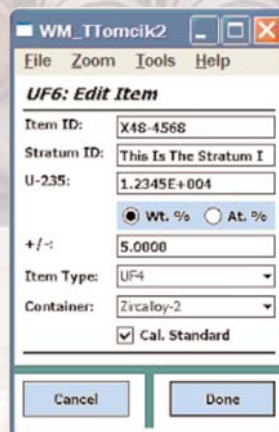 WM_TTomcik2
File Zoom Tools Help
UF6: Edit Item
Item ID: X48-4568
Stratum ID: This Is The Stratum I
U-235: 1.2345E+004
Wt. % At. %
+/-: 5.0000
Item Type: UF4
Container: Zircalloy-2
Cal. Standard
Cancel Done